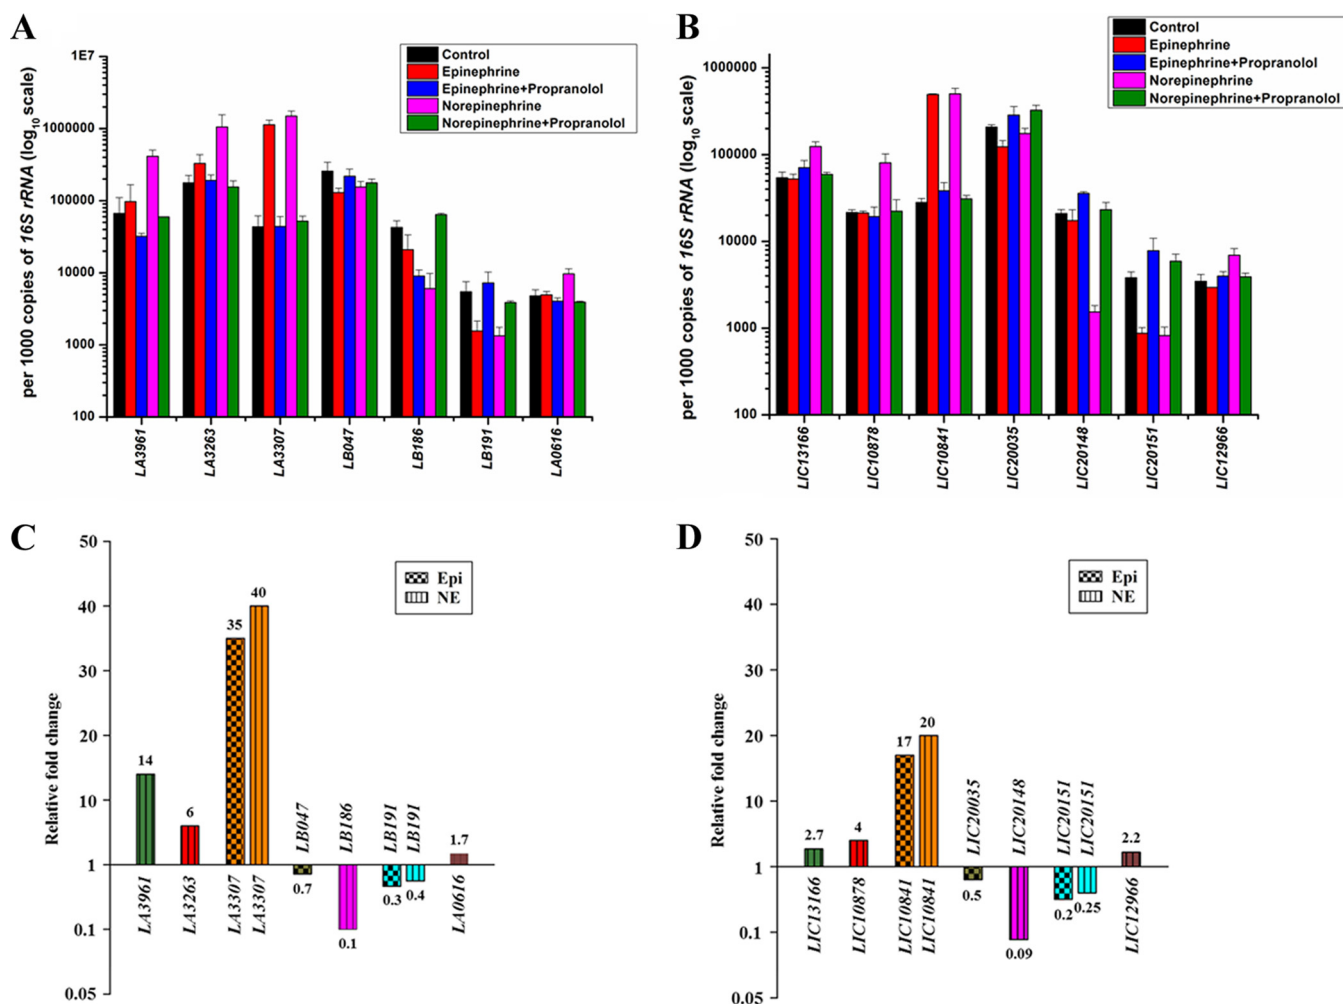 A
per 1000 copies of 16S rRNA (log10 scale)
1E7
1000000
100000
10000
1000
100
Control
Epinephrine
Epinephrine+Propranolol
Norepinephrine
Norepinephrine+Propranolol
LA3961
LA3263
LA3307
LB047
LB186
LB191
LA0616
B
per 1000 copies of 16S rRNA (log10 scale)
1000000
100000
10000
1000
100
Control
Epinephrine
Epinephrine+Propranolol
Norepinephrine
Norepinephrine+Propranolol
LIC13166
LIC10878
LIC10841
LIC20035
LIC20148
LIC20151
LIC12966
C
Relative fold change
50
40
30
20
10
1
0.1
0.05
Epi
NE
14
6
35
40
0.7
0.1
0.3
0.4
1.7
LA3961
LA3263
LA3307
LA3307
LB047
LB186
LB191
LB191
LA0616
D
Relative fold change
50
40
30
20
10
1
0.1
0.05
Epi
NE
2.7
4
17
20
0.5
0.09
0.2
0.25
2.2
LIC13166
LIC10878
LIC10841
LIC10841
LIC20035
LIC20148
LIC20151
LIC20151
LIC12966